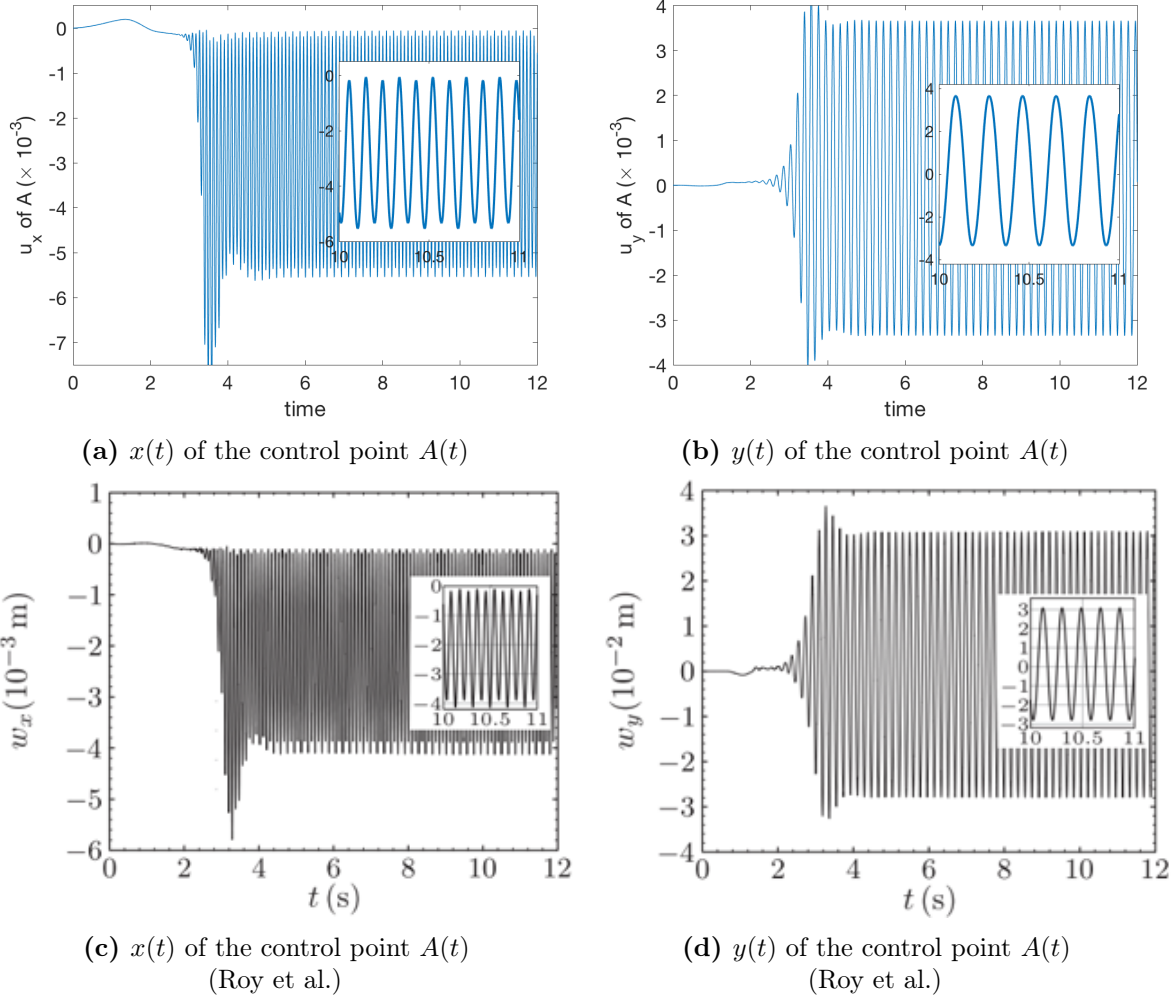 0
-1
-2
-3
-4
-5
-6
-7
0 2 4 6 8 10 12
time
u_x of A (× 10^-3)
0
-2
-4
-6
10 10.5 11
4
3
2
1
0
-1
-2
-3
-4
0 2 4 6 8 10 12
time
u_y of A (× 10^-3)
4
2
0
-2
-4
10 10.5 11
(a) x(t) of the control point A(t)
(b) y(t) of the control point A(t)
1
0
−1
−2
−3
−4
−5
−6
0 2 4 6 8 10 12
t (s)
w_x (10^−3 m)
0
−1
−2
−3
−4
10 10.5 11
4
3
2
1
0
−1
−2
−3
−4
0 2 4 6 8 10 12
t (s)
w_y (10^−2 m)
3
2
1
0
−1
−2
−3
10 10.5 11
(c) x(t) of the control point A(t)
(Roy et al.)
(d) y(t) of the control point A(t)
(Roy et al.)